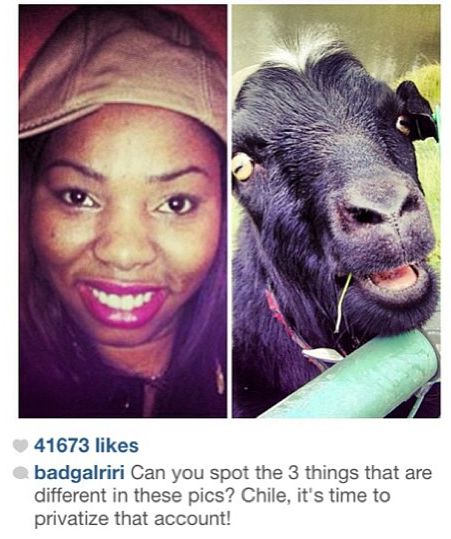 41673 likes
badgalriri Can you spot the 3 things that are
different in these pics? Chile, it's time to
privatize that account!